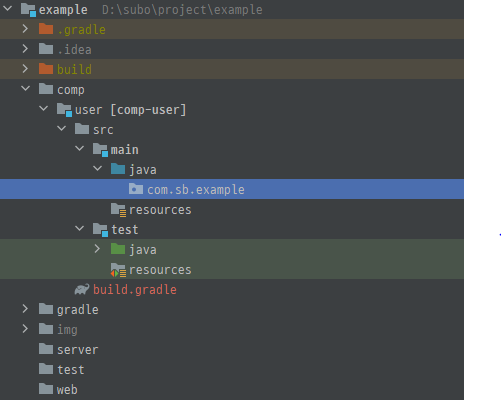 example D:\subo\project\example
.gradle
.idea
build
comp
user [comp-user]
src
main
java
com.sb.example
resources
test
java
resources
build.gradle
gradle
img
server
test
web